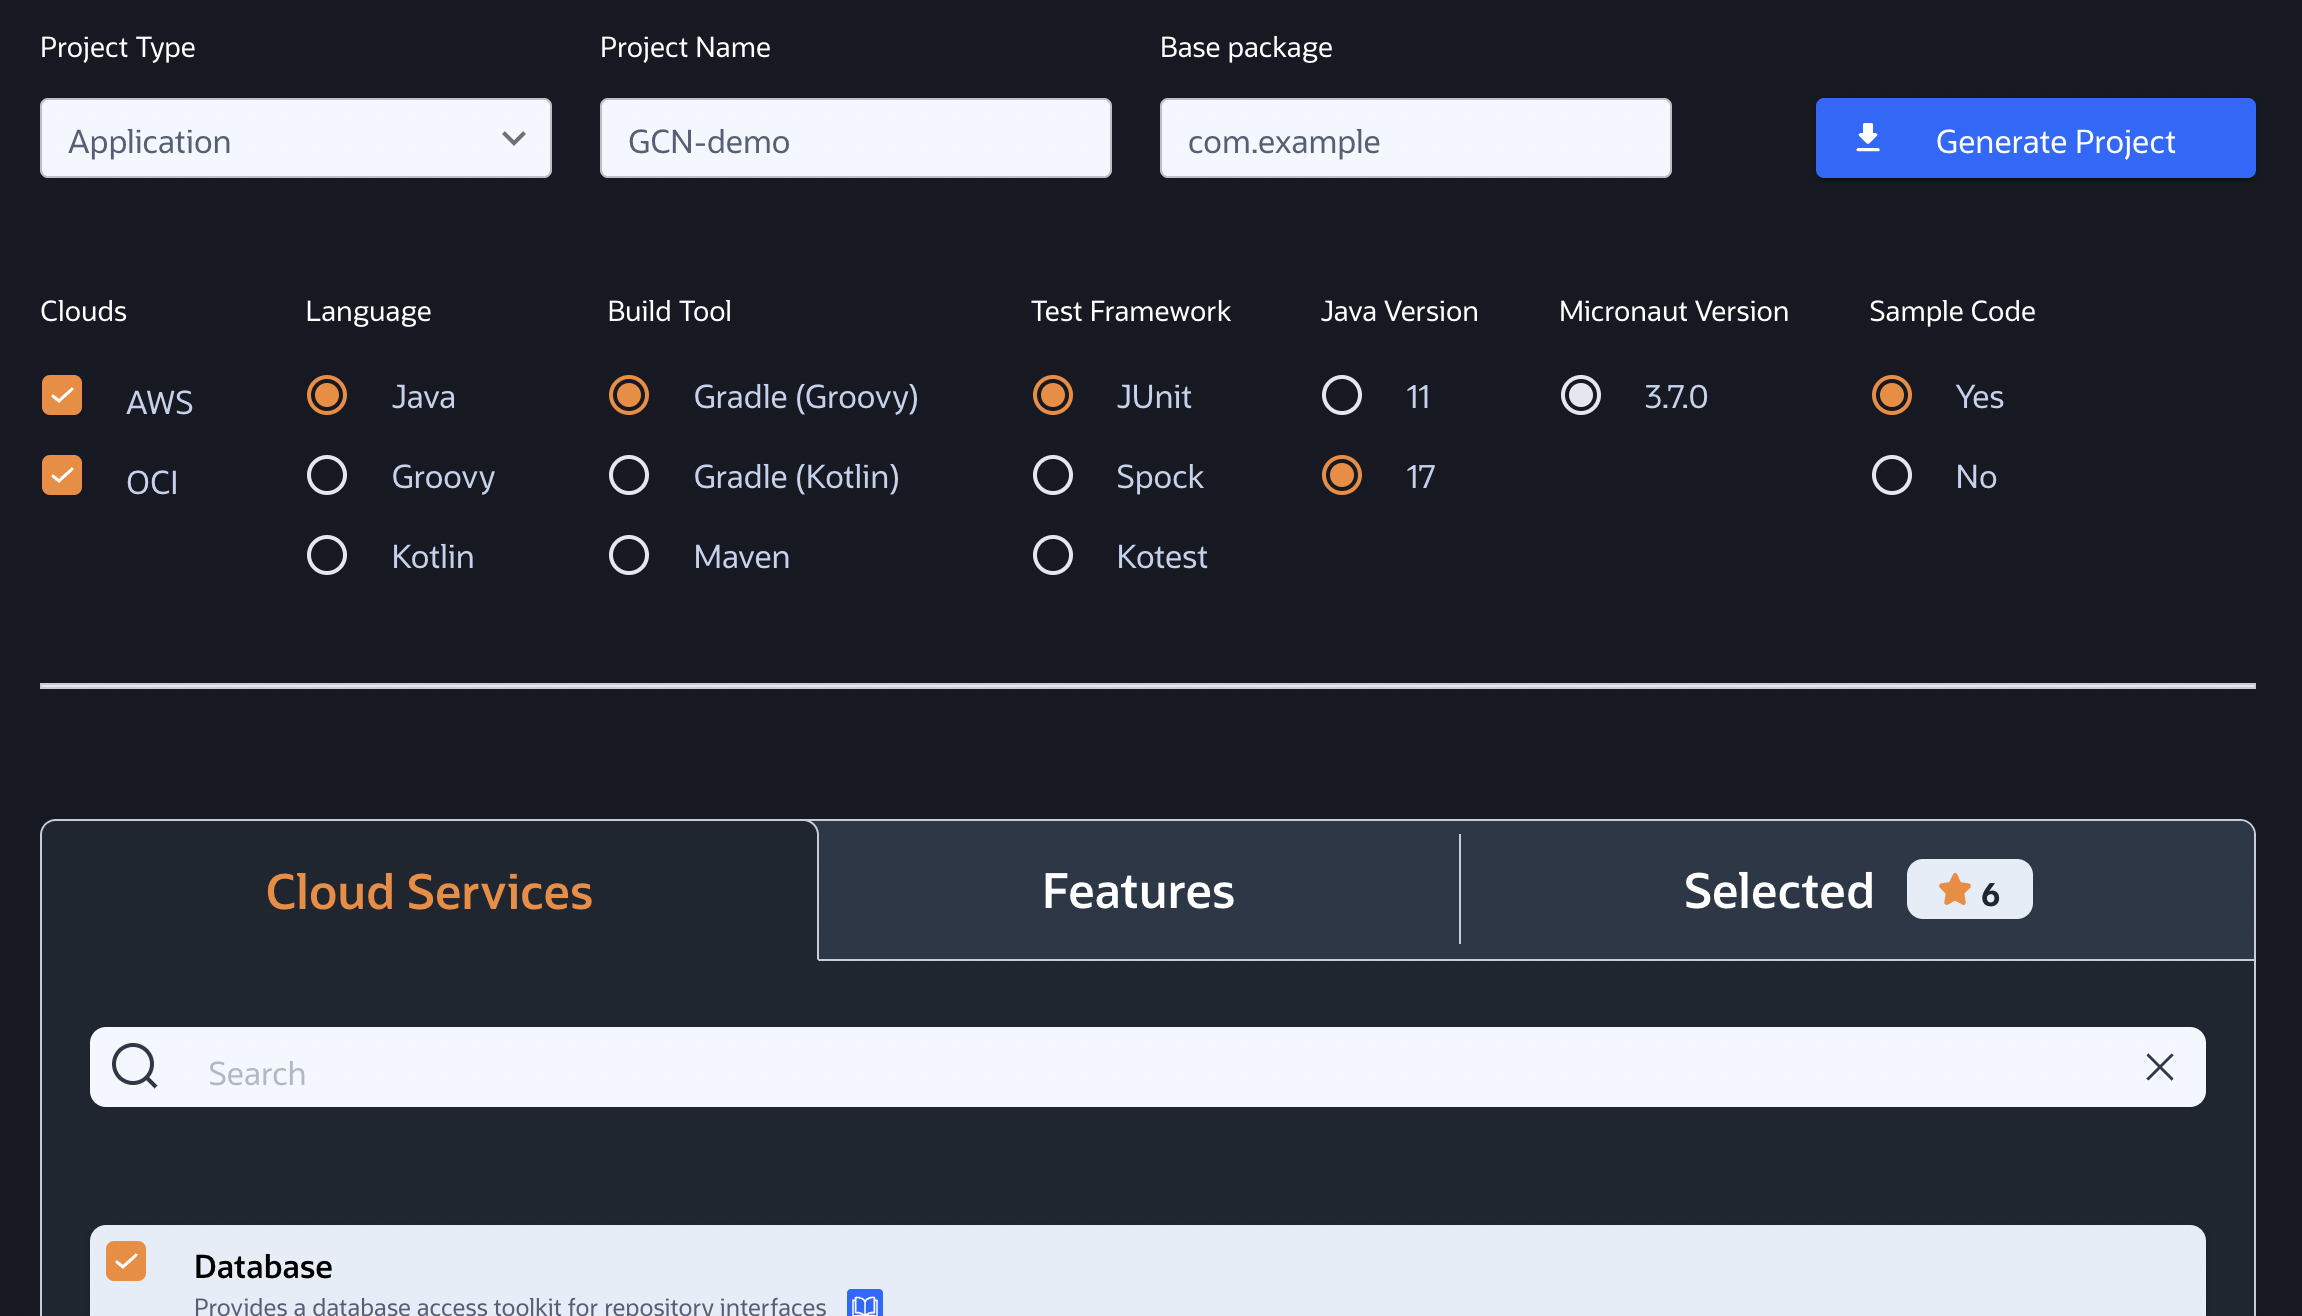 Project Type
Project Name
Base package
Application
GCN-demo
com.example
Generate Project
Clouds
Language
Build Tool
Test Framework
Java Version
Micronaut Version
Sample Code
AWS
Java
Gradle (Groovy)
JUnit
11
3.7.0
Yes
OCI
Groovy
Gradle (Kotlin)
Spock
17
No
Kotlin
Maven
Kotest
Cloud Services
Features
Selected
6
Search
Database
Provides a database access toolkit for repository interfaces